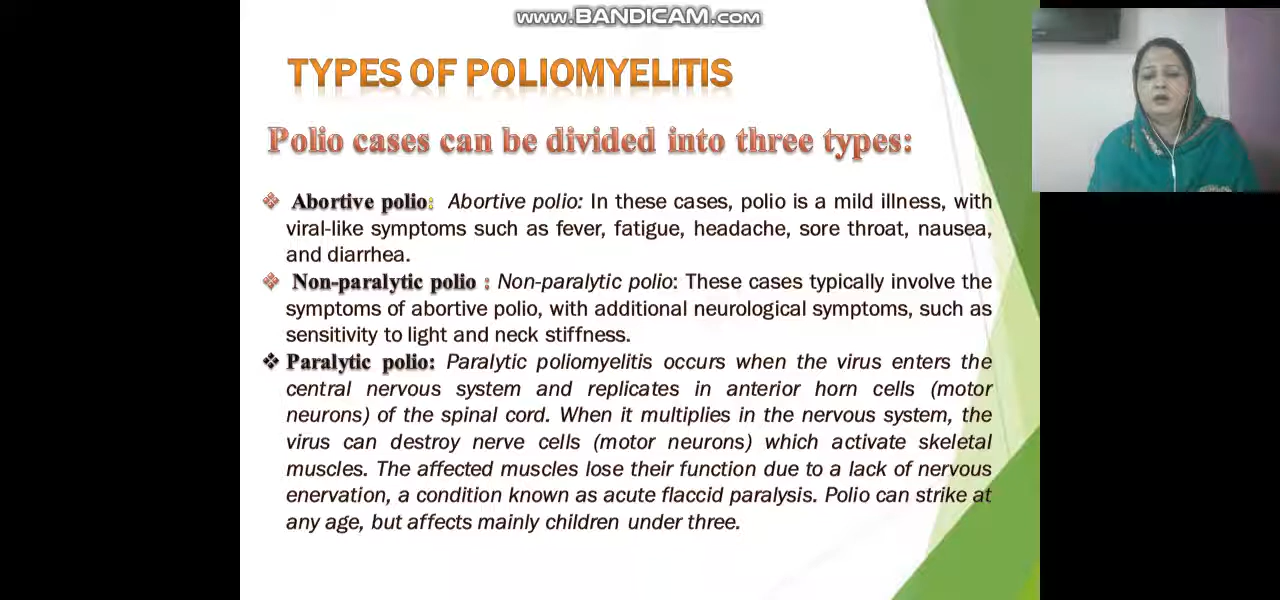 www.BANDICAM.com
TYPES OF POLIOMYELITIS
Polio cases can be divided into three types:
❖ Abortive polio: Abortive polio: In these cases, polio is a mild illness, with
viral-like symptoms such as fever, fatigue, headache, sore throat, nausea,
and diarrhea.
❖ Non-paralytic polio : Non-paralytic polio: These cases typically involve the
symptoms of abortive polio, with additional neurological symptoms, such as
sensitivity to light and neck stiffness.
❖ Paralytic polio: Paralytic poliomyelitis occurs when the virus enters the
central nervous system and replicates in anterior horn cells (motor
neurons) of the spinal cord. When it multiplies in the nervous system, the
virus can destroy nerve cells (motor neurons) which activate skeletal
muscles. The affected muscles lose their function due to a lack of nervous
enervation, a condition known as acute flaccid paralysis. Polio can strike at
any age, but affects mainly children under three.